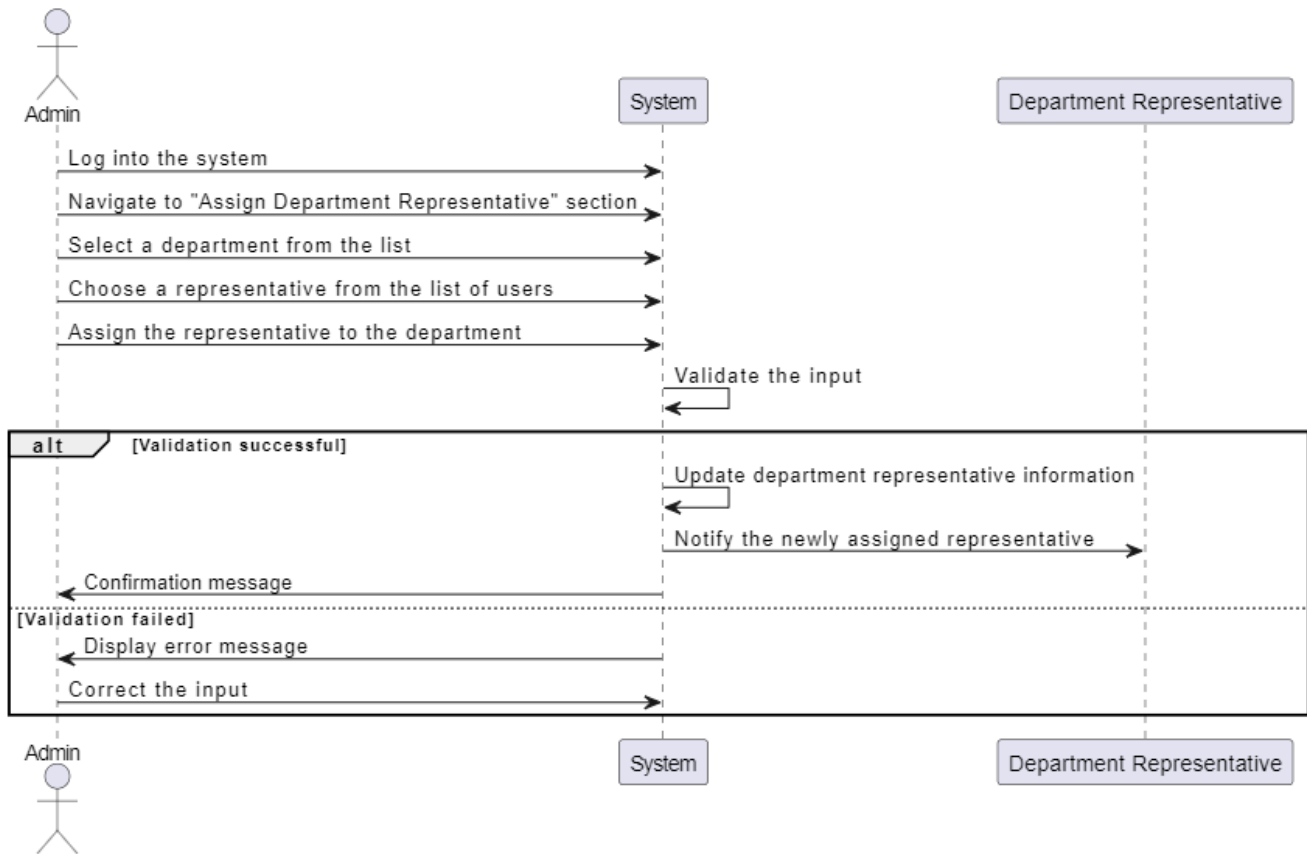 Admin
System
Department Representative
Log into the system
Navigate to "Assign Department Representative" section
Select a department from the list
Choose a representative from the list of users
Assign the representative to the department
Validate the input
alt [Validation successful]
Update department representative information
Notify the newly assigned representative
Confirmation message
[Validation failed]
Display error message
Correct the input
Admin
System
Department Representative